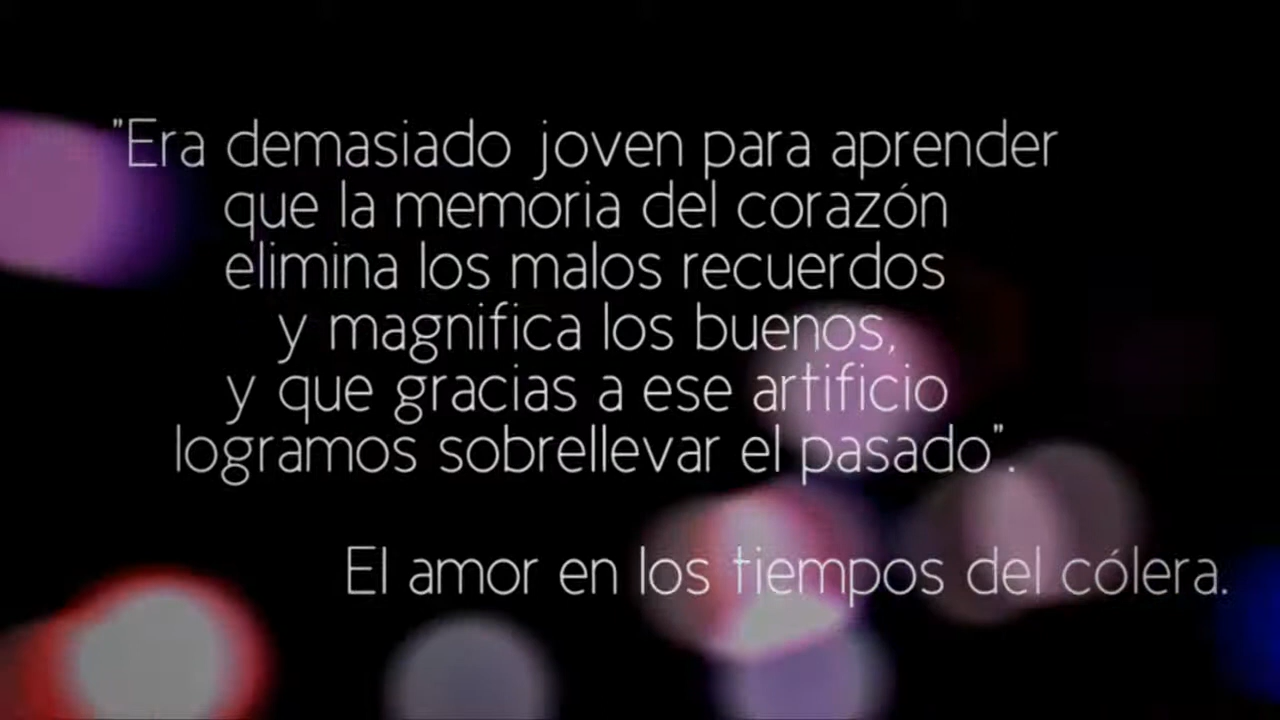 "Era demasiado joven para aprender
que la memoria del corazón
elimina los malos recuerdos
y magnifica los buenos,
y que gracias a ese artificio
logramos sobrellevar el pasado".
El amor en los tiempos del cólera.